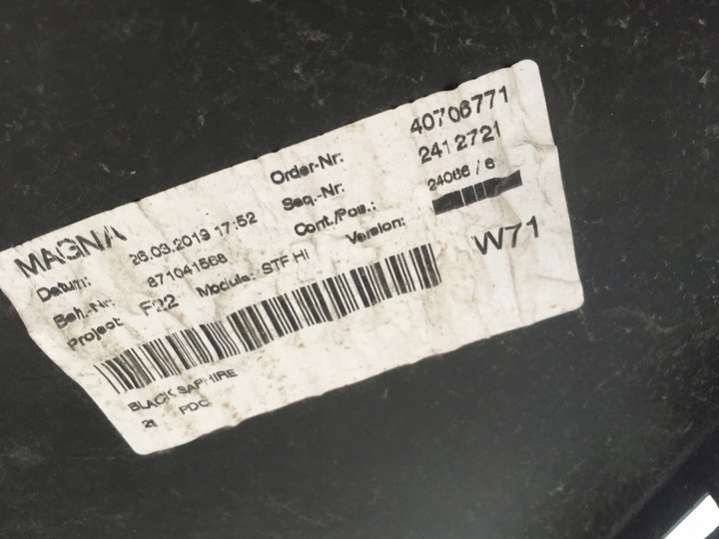 MAGNA
Order-Nr: 40706771
Datum: 26.03.2019 17:52 Seq.-Nr: 2412721
Beh.-Nr: 871041568 Cont./Pos.: 24066 / 6
Project: F22 Module: STF HI Version:
W71
BLACK SAPHIRE
PDC